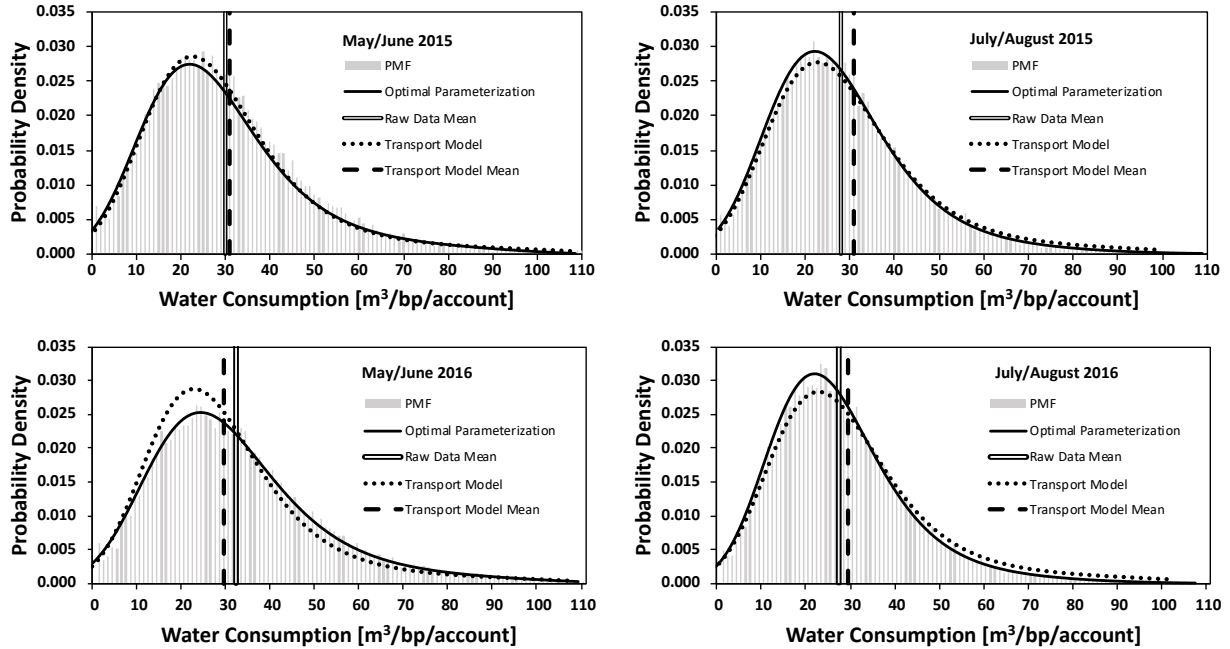 Probability Density
0.035
0.030
0.025
0.020
0.015
0.010
0.005
0.000
May/June 2015
PMF
Optimal Parameterization
Raw Data Mean
Transport Model
Transport Model Mean
0 10 20 30 40 50 60 70 80 90 100 110
Water Consumption [m³/bp/account]
Probability Density
0.035
0.030
0.025
0.020
0.015
0.010
0.005
0.000
July/August 2015
PMF
Optimal Parameterization
Raw Data Mean
Transport Model
Transport Model Mean
0 10 20 30 40 50 60 70 80 90 100 110
Water Consumption [m³/bp/account]
Probability Density
0.035
0.030
0.025
0.020
0.015
0.010
0.005
0.000
May/June 2016
PMF
Optimal Parameterization
Raw Data Mean
Transport Model
Transport Model Mean
0 10 20 30 40 50 60 70 80 90 100 110
Water Consumption [m³/bp/account]
Probability Density
0.035
0.030
0.025
0.020
0.015
0.010
0.005
0.000
July/August 2016
PMF
Optimal Parameterization
Raw Data Mean
Transport Model
Transport Model Mean
0 10 20 30 40 50 60 70 80 90 100 110
Water Consumption [m³/bp/account]